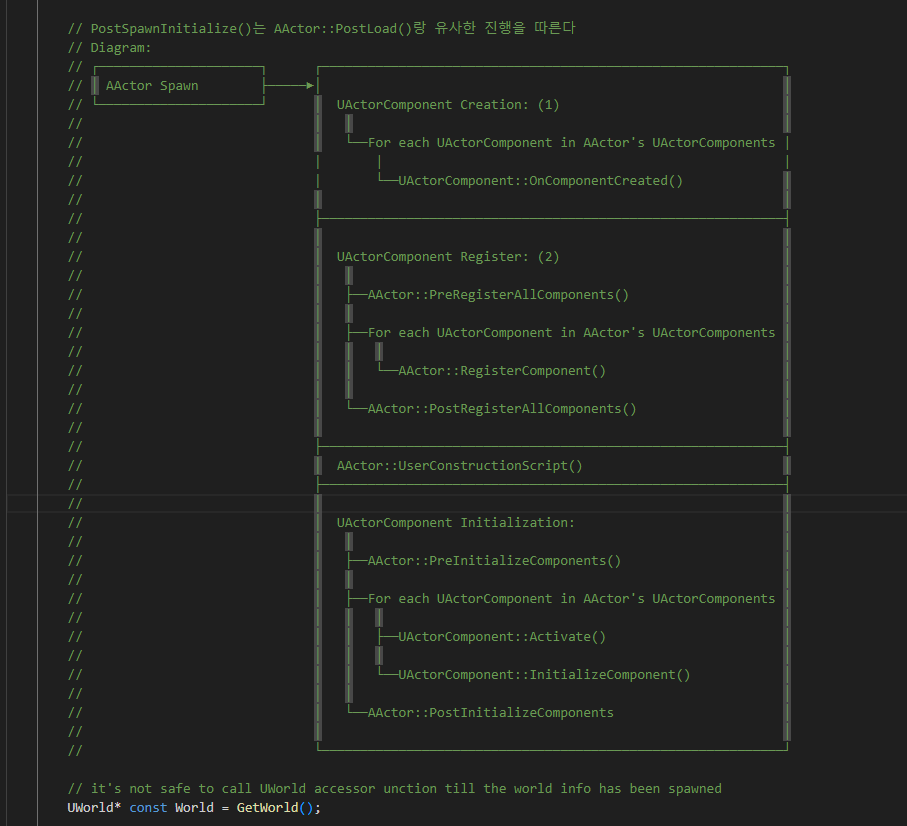 // PostSpawnInitialize()는 AActor::PostLoad()랑 유사한 진행을 따른다
// Diagram:
// ┌─────────────────────┐      ┌────────────────────────────────────────────────────────────┐
// │ AActor Spawn        ├─────►│                                                            │
// └─────────────────────┘      │  UActorComponent Creation: (1)                             │
//                              │   │                                                        │
//                              │   └──For each UActorComponent in AActor's UActorComponents │
//                              │       │                                                    │
//                              │       └──UActorComponent::OnComponentCreated()             │
//                              │                                                            │
//                              ├────────────────────────────────────────────────────────────┤
//                              │                                                            │
//                              │  UActorComponent Register: (2)                             │
//                              │   │                                                        │
//                              │   ├──AActor::PreRegisterAllComponents()                    │
//                              │   │                                                        │
//                              │   ├──For each UActorComponent in AActor's UActorComponents │
//                              │   │   │                                                    │
//                              │   │   └──AActor::RegisterComponent()                       │
//                              │   │                                                        │
//                              │   └──AActor::PostRegisterAllComponents()                   │
//                              │                                                            │
//                              ├────────────────────────────────────────────────────────────┤
//                              │  AActor::UserConstructionScript()                          │
//                              ├────────────────────────────────────────────────────────────┤
//                              │                                                            │
//                              │  UActorComponent Initialization:                           │
//                              │   │                                                        │
//                              │   ├──AActor::PreInitializeComponents()                     │
//                              │   │                                                        │
//                              │   ├──For each UActorComponent in AActor's UActorComponents │
//                              │   │   │                                                    │
//                              │   │   ├──UActorComponent::Activate()                       │
//                              │   │   │                                                    │
//                              │   │   └──UActorComponent::InitializeComponent()            │
//                              │   │                                                        │
//                              │   └──AActor::PostInitializeComponents                      │
//                              │                                                            │
//                              └────────────────────────────────────────────────────────────┘
// it's not safe to call UWorld accessor unction till the world info has been spawned
UWorld* const World = GetWorld();